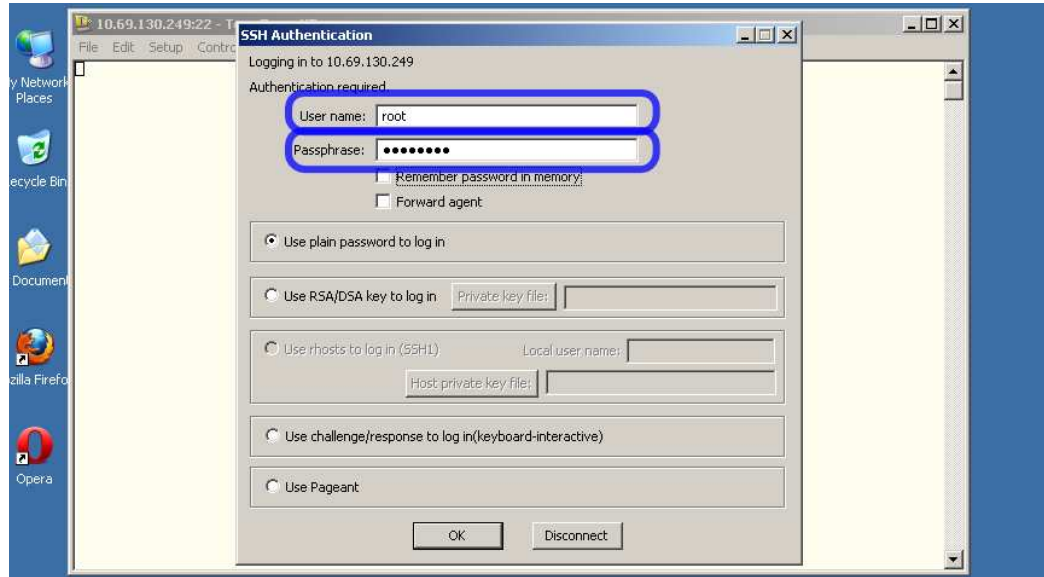 10.69.130.249:22 - T
File Edit Setup Contro
SSH Authentication
Logging in to 10.69.130.249
Authentication required.
User name: root
Passphrase: ●●●●●●●●
Remember password in memory
Forward agent
Use plain password to log in
Use RSA/DSA key to log in Private key file:
Use rhosts to log in (SSH1) Local user name:
Host private key file:
Use challenge/response to log in(keyboard-interactive)
Use Pageant
OK Disconnect
y Network
Places
ecycle Bin
Document
zilla Firefo
Opera